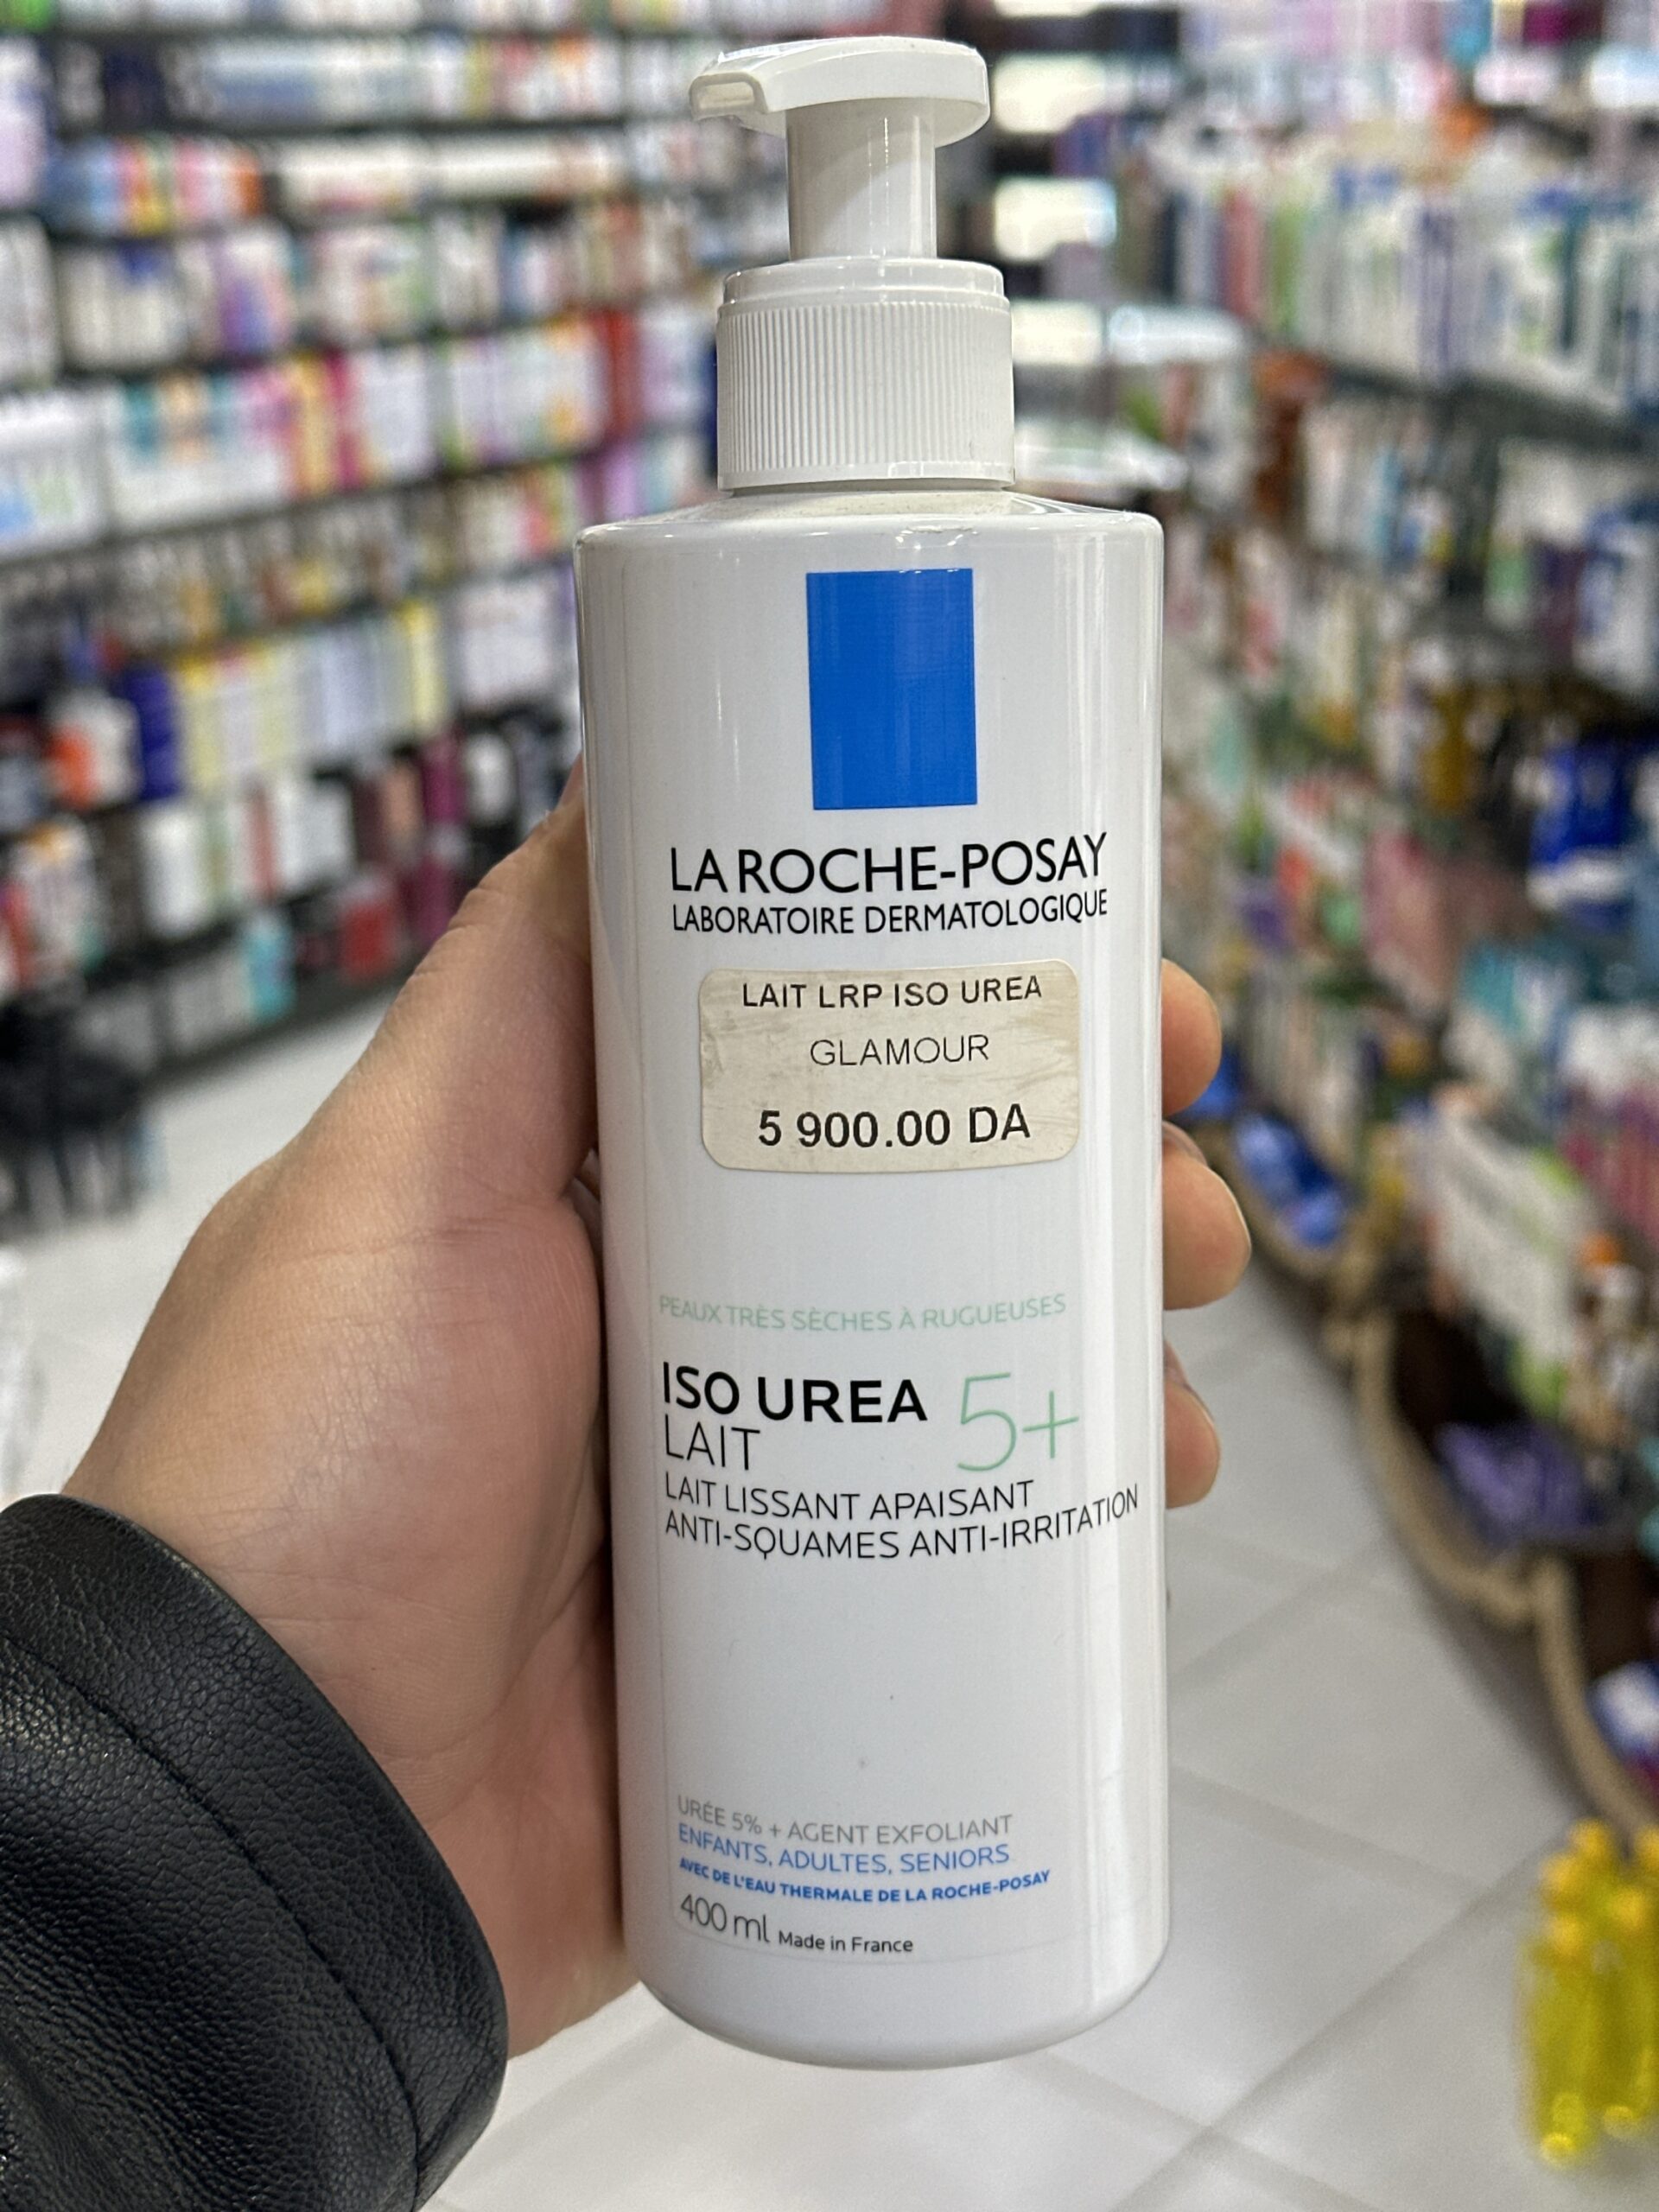 LA ROCHE-POSAY
LABORATOIRE DERMATOLOGIQUE
LAIT LRP ISO UREA
GLAMOUR
5 900.00 DA
PEAUX TRÈS SÈCHES À RUGUEUSES
ISO UREA 5+
LAIT
LAIT LISSANT APAISANT
ANTI-SQUAMES ANTI-IRRITATION
URÉE 5% + AGENT EXFOLIANT
ENFANTS, ADULTES, SENIORS
AVEC DE L'EAU THERMALE DE LA ROCHE-POSAY
400 ml Made in France